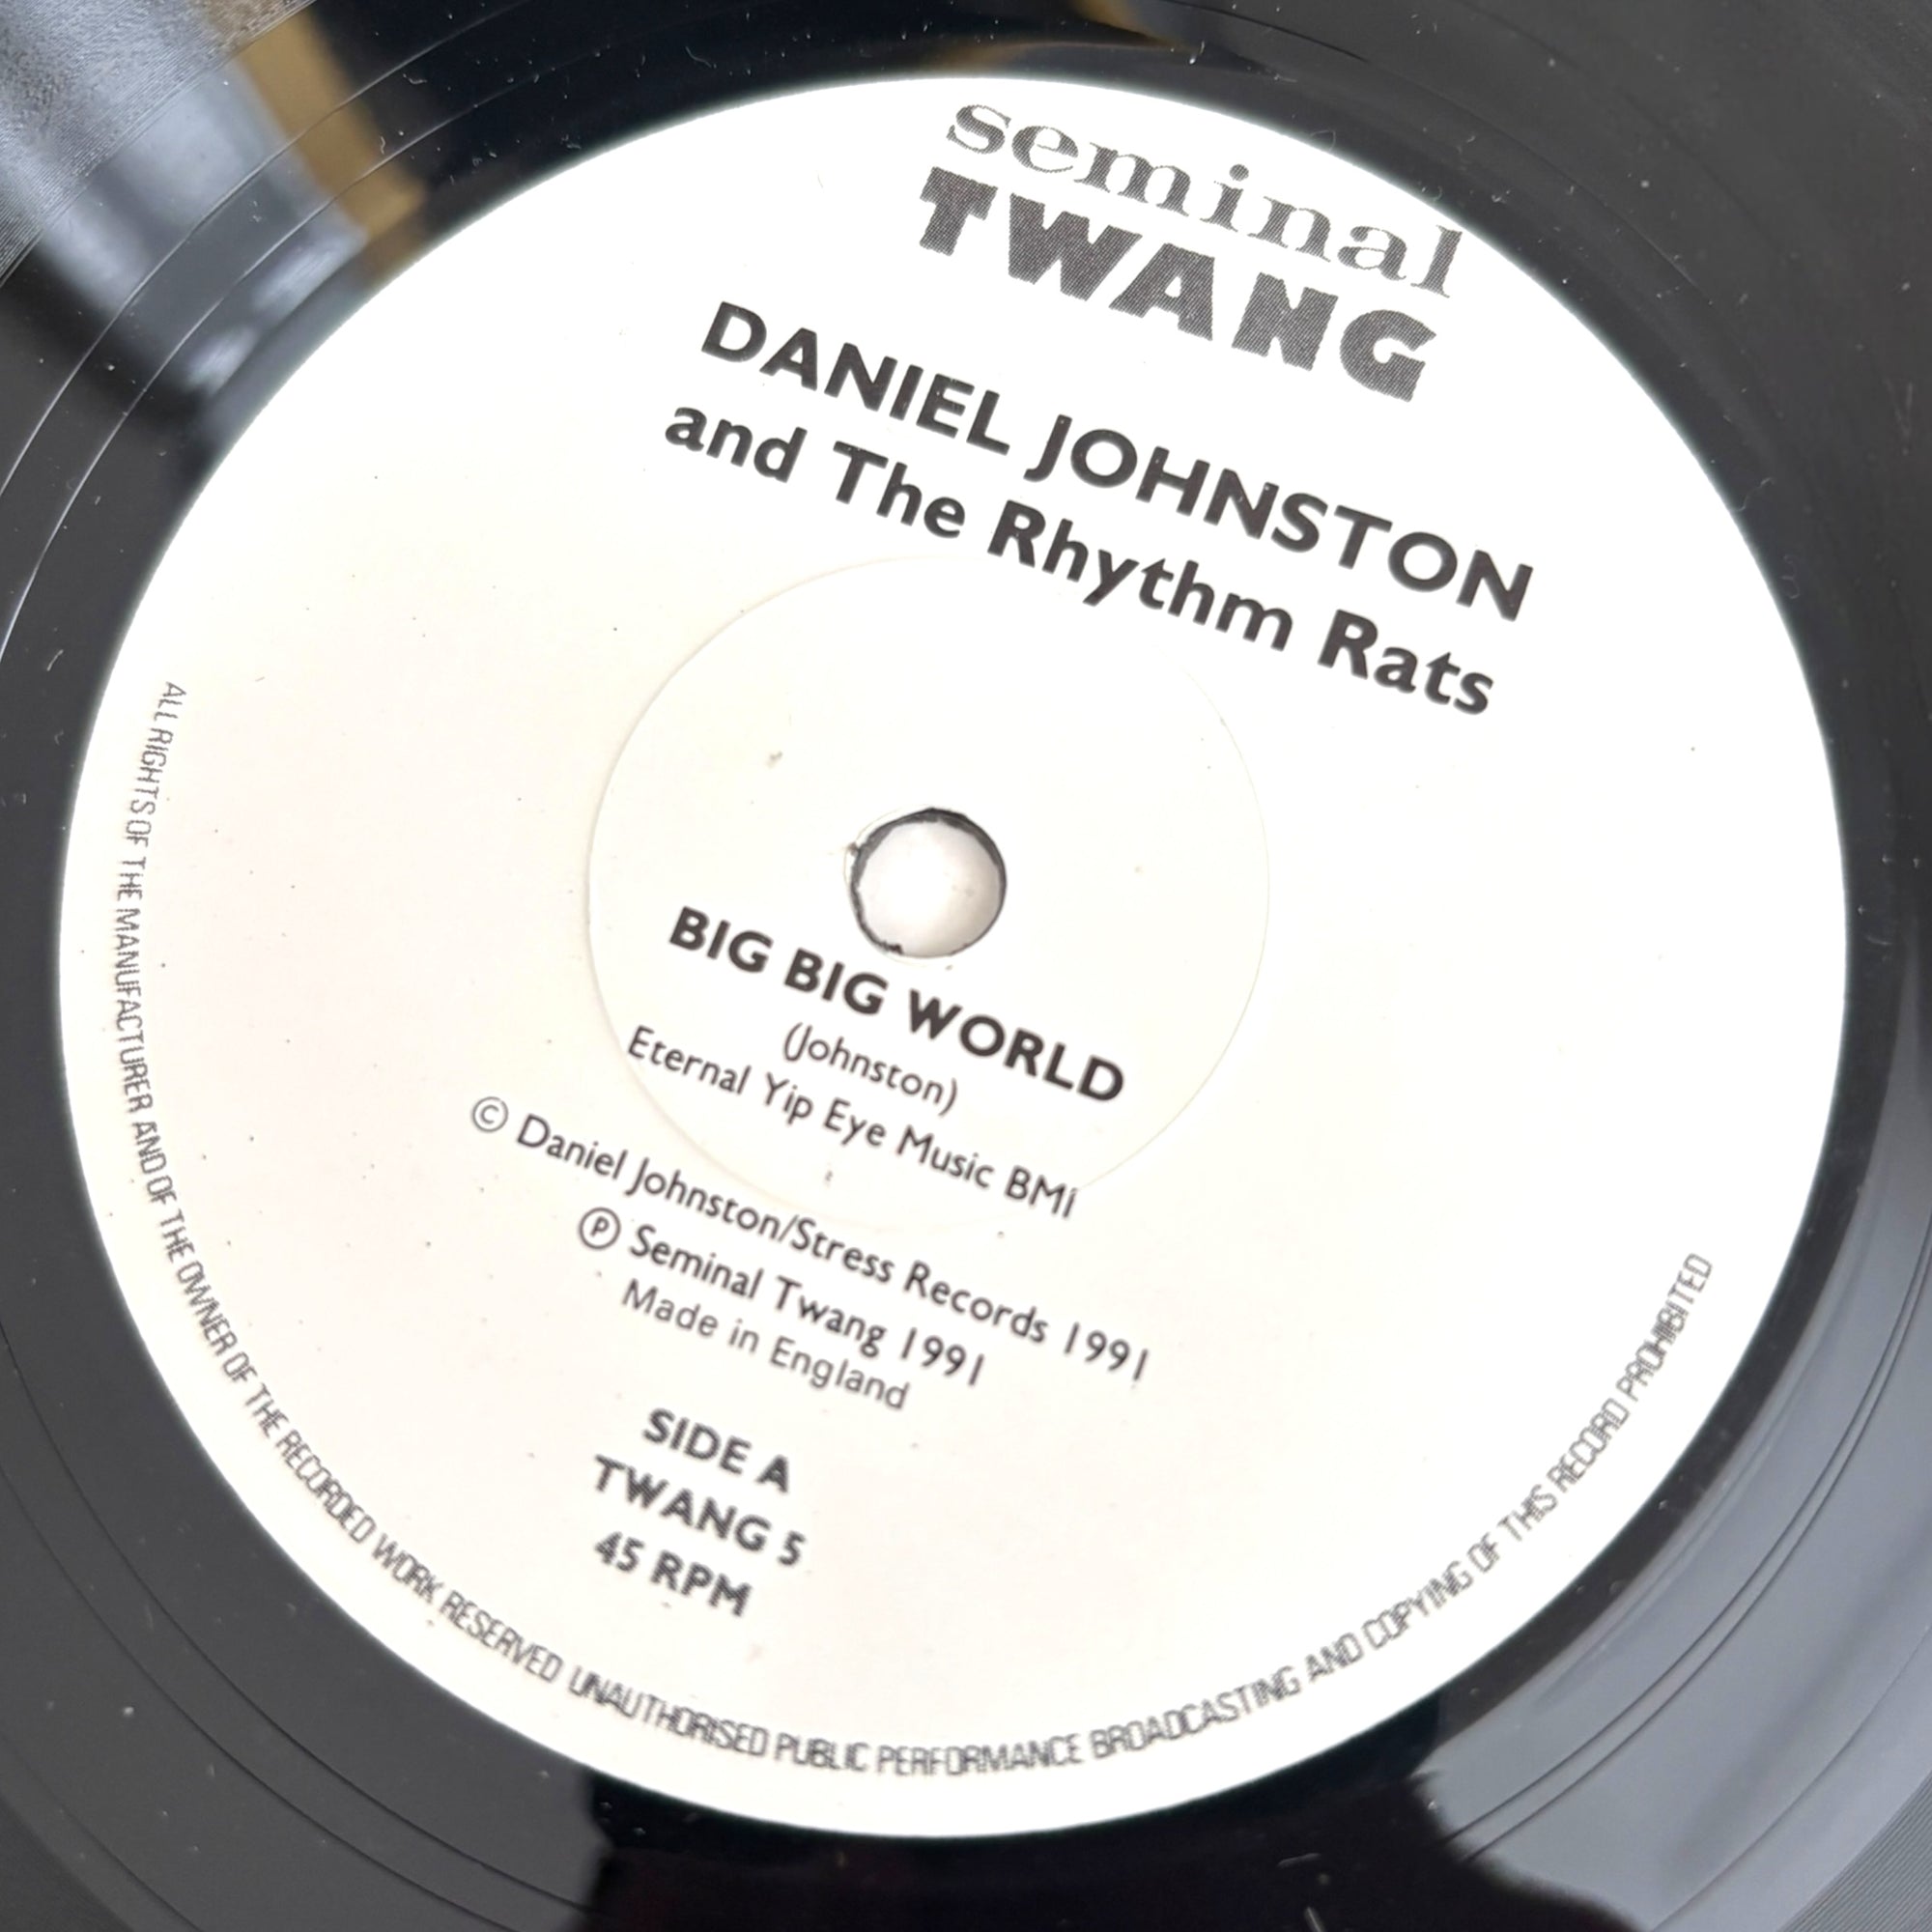 seminal
TWANG
DANIEL JOHNSTON
and The Rhythm Rats
BIG BIG WORLD
(Johnston)
Eternal Yip Eye Music BMI
© Daniel Johnston/Stress Records 1991
℗ Seminal Twang 1991
Made in England
SIDE A
TWANG 5
45 RPM
ALL RIGHTS OF THE MANUFACTURER AND OF THE OWNER OF THE RECORDED WORK RESERVED UNAUTHORISED PUBLIC PERFORMANCE BROADCASTING AND COPYING OF THIS RECORD PROHIBITED